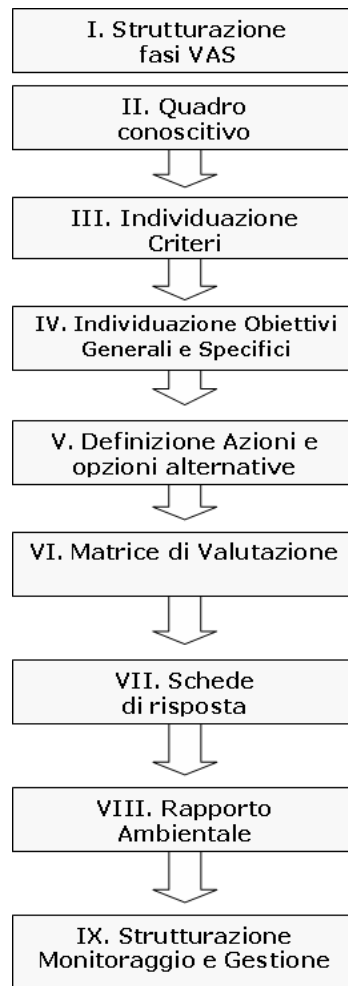 I. Strutturazione
fasi VAS
II. Quadro
conoscitivo
III. Individuazione
Criteri
IV. Individuazione Obiettivi
Generali e Specifici
V. Definizione Azioni e
opzioni alternative
VI. Matrice di Valutazione
VII. Schede
di risposta
VIII. Rapporto
Ambientale
IX. Strutturazione
Monitoraggio e Gestione